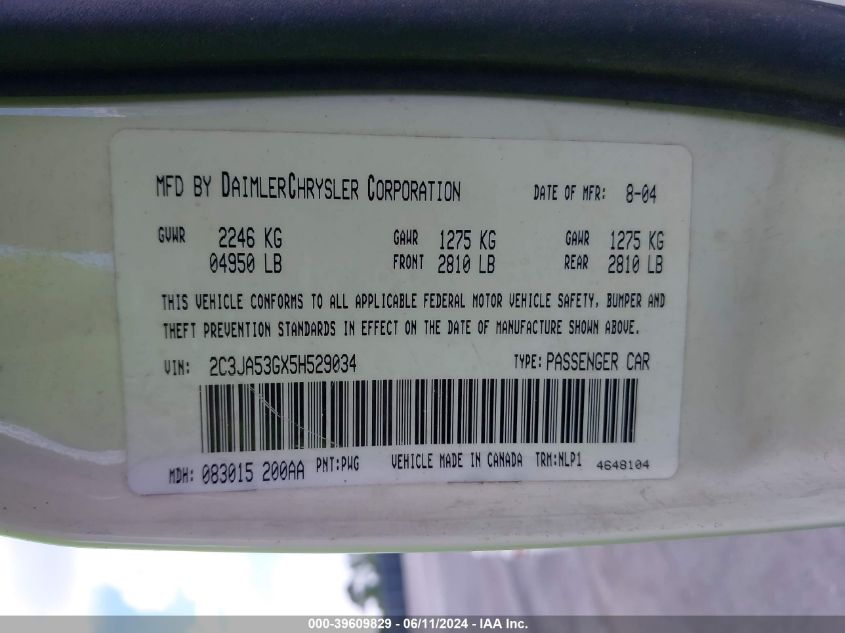 MFD BY DAIMLERCHRYSLER CORPORATION DATE OF MFR: 8-04
GVWR 2246 KG GAWR 1275 KG GAWR 1275 KG
04950 LB FRONT 2810 LB REAR 2810 LB
THIS VEHICLE CONFORMS TO ALL APPLICABLE FEDERAL MOTOR VEHICLE SAFETY, BUMPER AND
THEFT PREVENTION STANDARDS IN EFFECT ON THE DATE OF MANUFACTURE SHOWN ABOVE.
VIN: 2C3JA53GX5H529034 TYPE: PASSENGER CAR
MDH: 083015 200AA PNT:PWG VEHICLE MADE IN CANADA TRM:NLP1 4648104
000-39609829 - 06/11/2024 - IAA Inc.